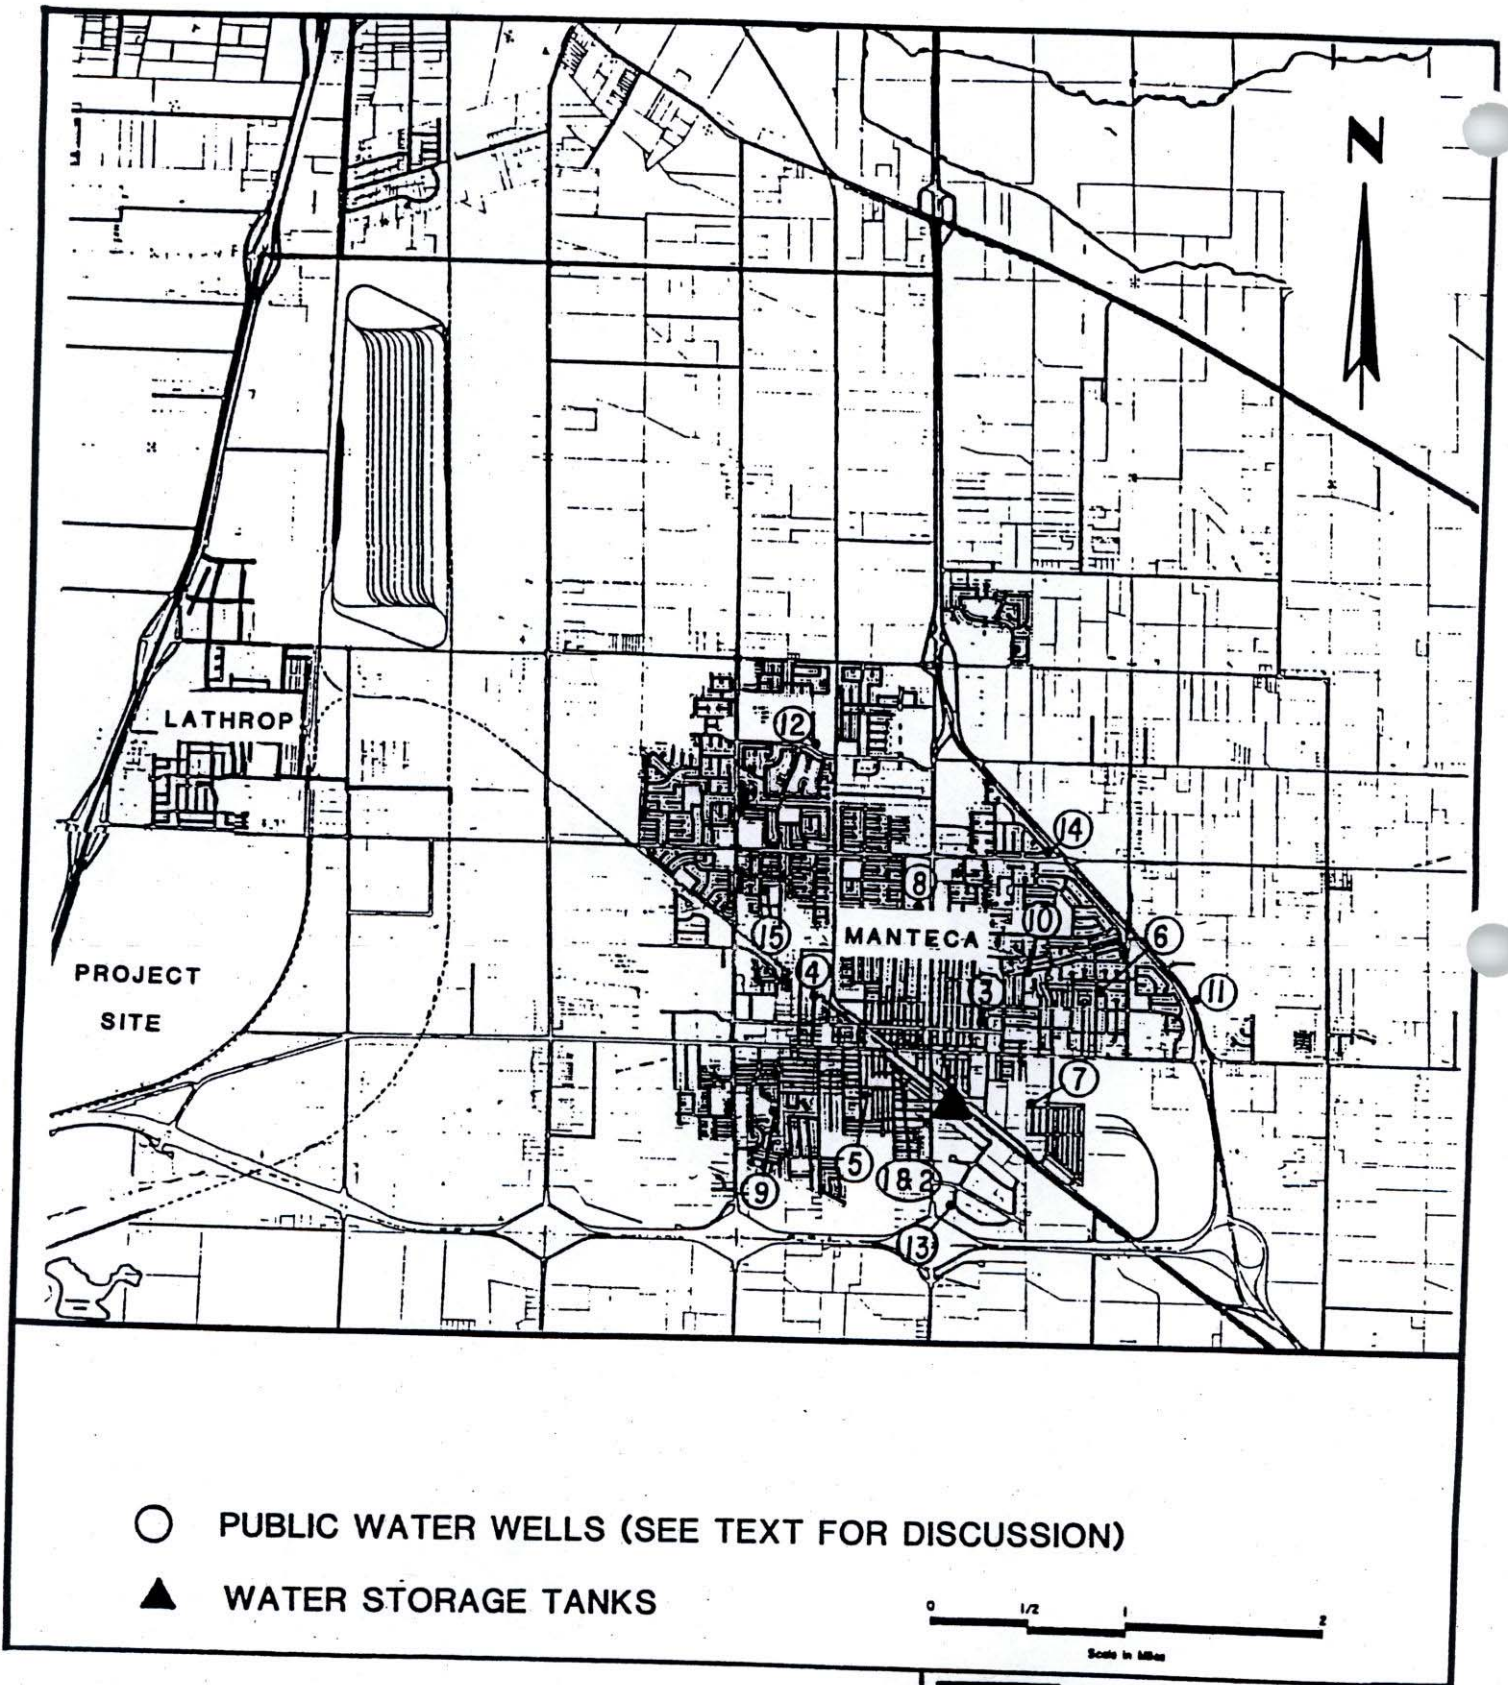 N
LATHROP
12
14
8
10
15
MANTECA
6
4
PROJECT
SITE
3
11
7
5
1&2
9
13
PUBLIC WATER WELLS (SEE TEXT FOR DISCUSSION)
WATER STORAGE TANKS
0 1/2 1 2
Scale in Miles